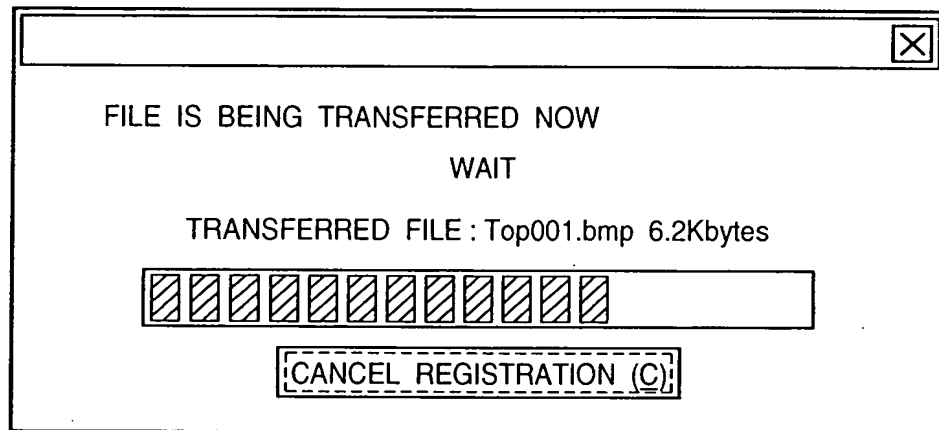 FILE IS BEING TRANSFERRED NOW
WAIT
TRANSFERRED FILE : Top001.bmp 6.2Kbytes
CANCEL REGISTRATION (C)